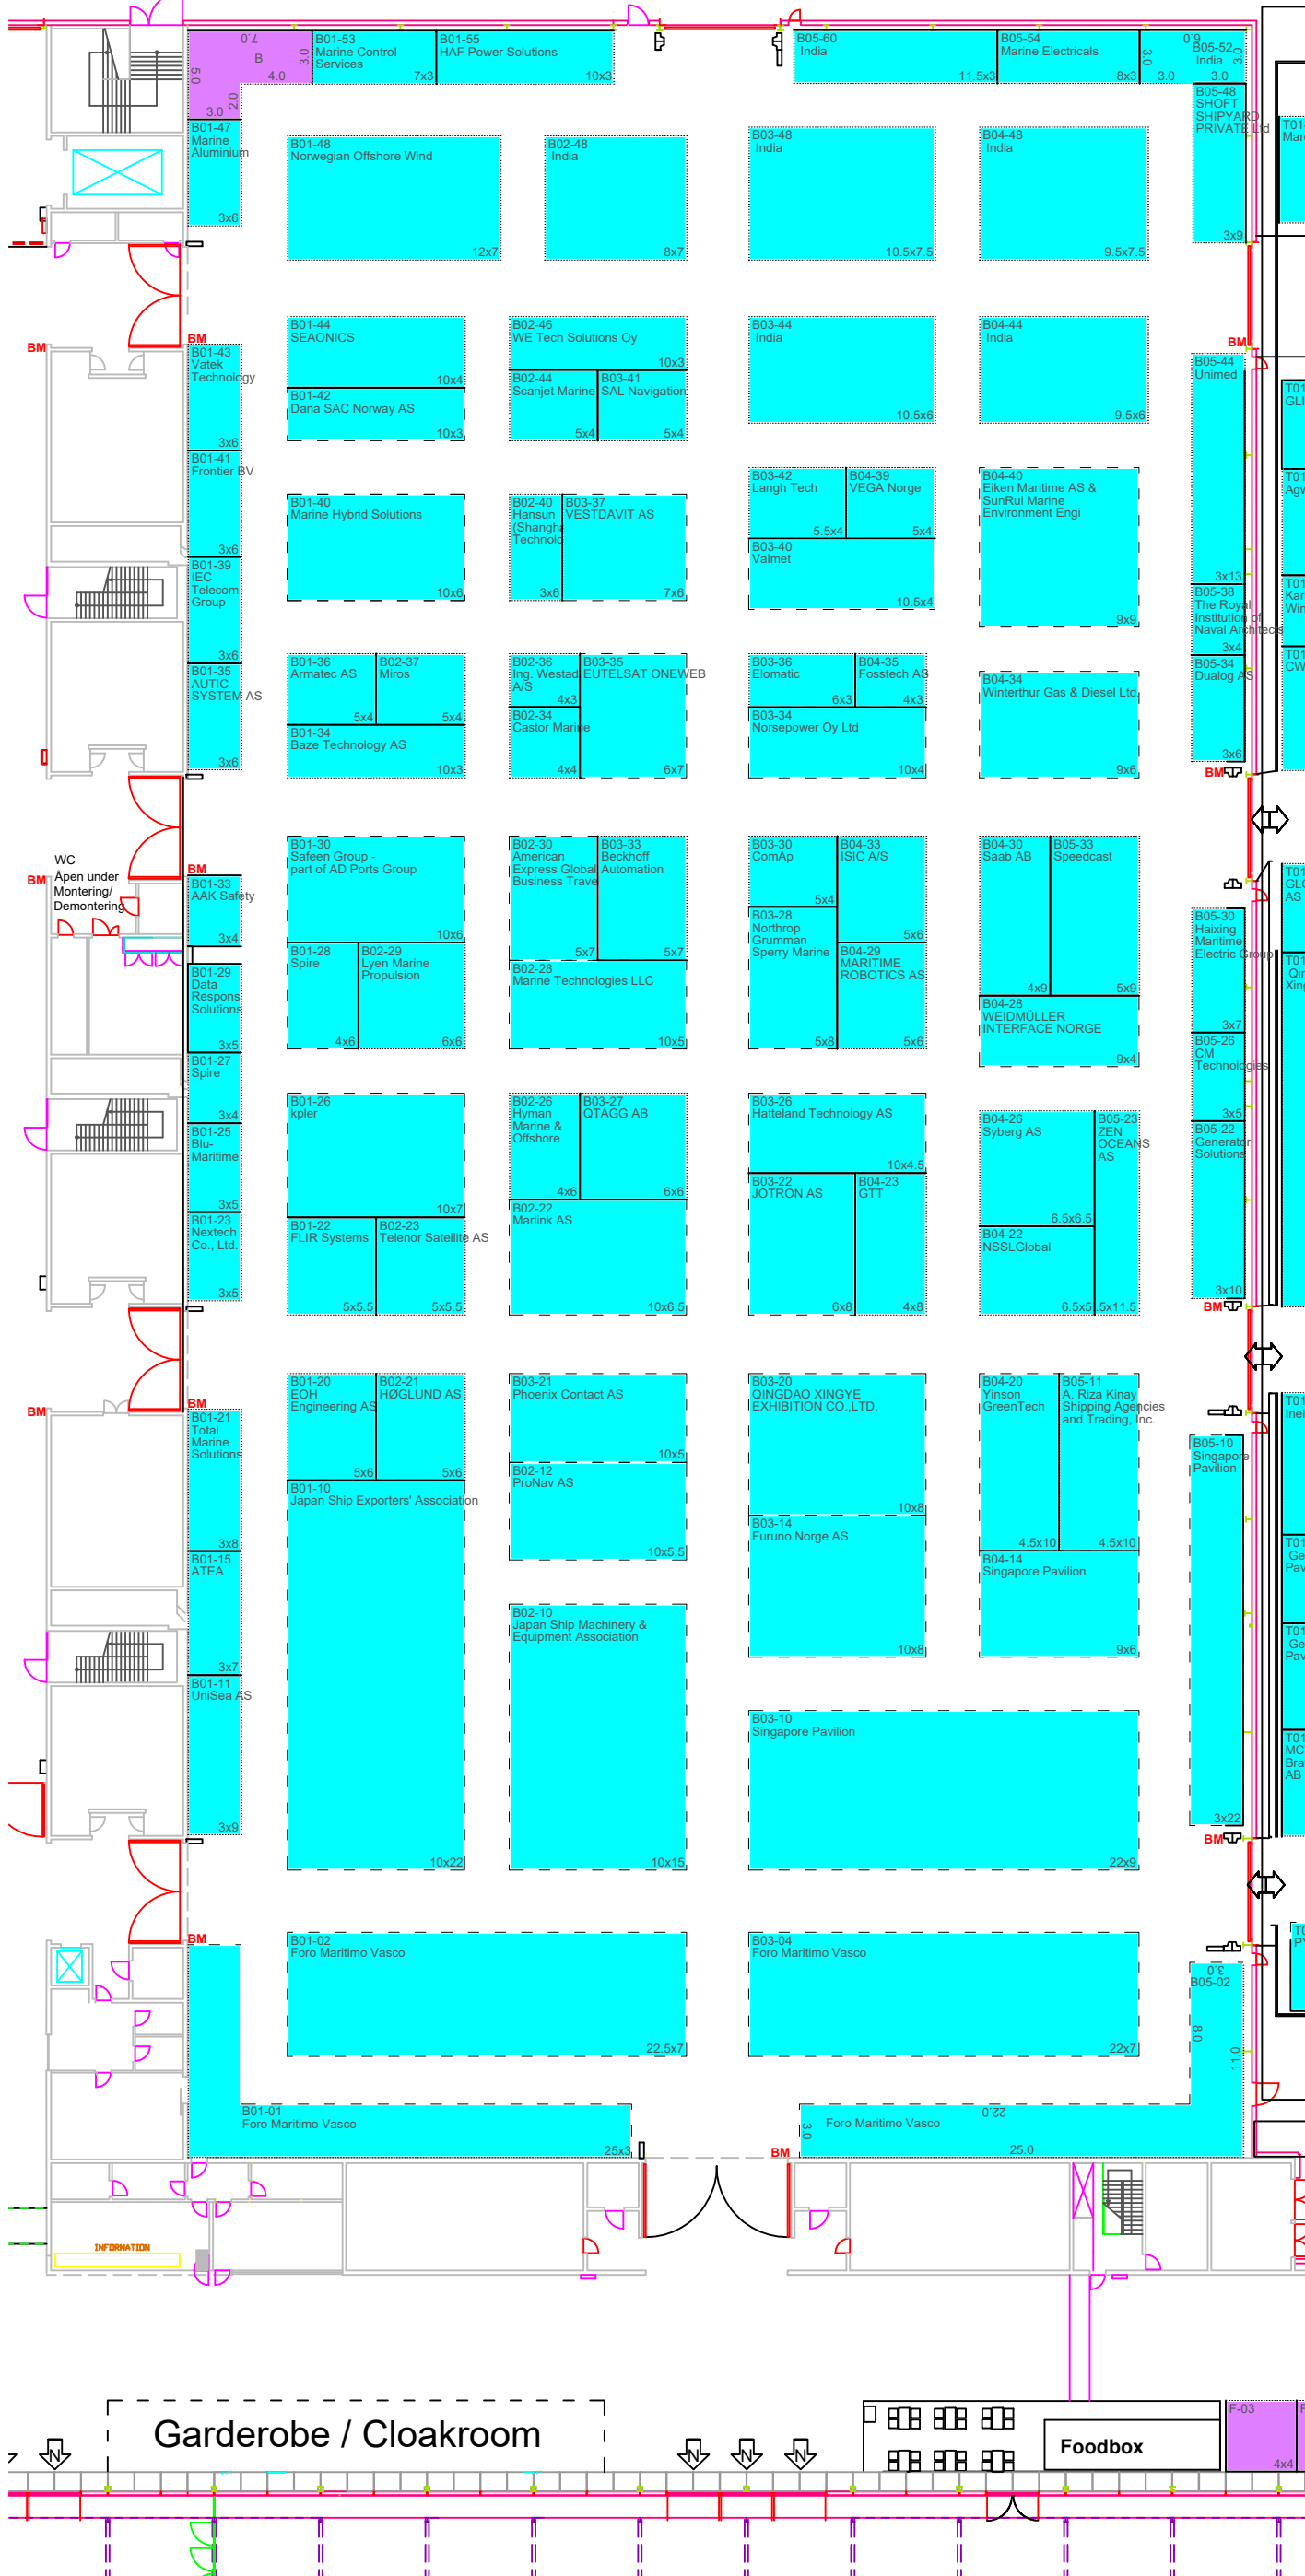 B
7.0
3.0
5.0
4.0
2.0
3.0
B01-53
Marine Control
Services
7x3
B01-55
HAF Power Solutions
10x3
B05-60
India
11.5x3
B05-54
Marine Electricals
8x3
6.0
B05-52
India
3.0
3.0
3.0
3.0
B05-48
SHOFT
SHIPYARD
PRIVATE Ltd
3x9
B01-47
Marine
Aluminium
3x6
B01-48
Norwegian Offshore Wind
12x7
B02-48
India
8x7
B03-48
India
10.5x7.5
B04-48
India
9.5x7.5
BM
BM
BM
B01-43
Vatek
Technology
3x6
B01-44
SEAONICS
10x4
B01-42
Dana SAC Norway AS
10x3
B02-46
WE Tech Solutions Oy
10x3
B02-44
Scanjet Marine
5x4
B03-41
SAL Navigation
5x4
B03-44
India
10.5x6
B04-44
India
9.5x6
B05-44
Unimed
3x13
B01-41
Frontier BV
3x6
B01-40
Marine Hybrid Solutions
10x6
B02-40
Hansun
3x6
B03-37
VESTDAVIT AS
7x6
B03-42
Langh Tech
5.5x4
B04-39
VEGA Norge
5x4
B03-40
Valmet
10.5x4
B04-40
Eiken Maritime AS &
SunRui Marine
Environment Engi
9x9
B01-39
IEC
Telecom
Group
3x6
B05-38
The Royal
Institution of
Naval Architects
3x4
B01-35
AUTIC
SYSTEM AS
3x6
B01-36
Armatec AS
5x4
B02-37
Miros
5x4
B01-34
Baze Technology AS
10x3
B02-36
Ing. Westad
A/S
4x3
B03-35
EUTELSAT ONEWEB
6x7
B02-34
Castor Marine
4x4
B03-36
Elomatic
6x3
B04-35
Fosstech AS
4x3
B03-34
Norsepower Oy Ltd
10x4
B04-34
Winterthur Gas & Diesel Ltd.
9x6
B05-34
Dualog AS
3x6
BM
WC
Åpen under
Montering/
Demontering
BM
BM
B01-33
AAK Safety
3x4
B01-30
Safeen Group -
part of AD Ports Group
10x6
B01-28
Spire
4x6
B02-29
Lyen Marine
Propulsion
6x6
B02-30
American
Express Global
Business Trave
5x7
B03-33
Beckhoff
Automation
5x7
B02-28
Marine Technologies LLC
10x5
B03-30
ComAp
5x4
B04-33
ISIC A/S
5x6
B03-28
Northrop
Grumman
Sperry Marine
5x8
B04-29
MARITIME
ROBOTICS AS
5x6
B04-30
Saab AB
4x9
B05-33
Speedcast
5x9
B04-28
WEIDMÜLLER
INTERFACE NORGE
9x4
B05-30
Haixing
Maritime
Electric Group
3x7
B01-29
Data
Respons
Solutions
3x5
B01-27
Spire
3x4
B05-26
CM
Technologies
3x5
B01-25
Blu-
Maritime
3x5
B01-26
kpler
10x7
B02-26
Hyman
Marine &
Offshore
4x6
B03-27
QTAGG AB
6x6
B03-26
Hatteland Technology AS
10x4.5
B04-26
Syberg AS
6.5x6.5
B05-23
ZEN
OCEANS
AS
.5x11.5
B05-22
Generator
Solutions
3x10
B01-23
Nextech
Co., Ltd.
3x5
B01-22
FLIR Systems
5x5.5
B02-23
Telenor Satellite AS
5x5.5
B02-22
Marlink AS
10x6.5
B03-22
JOTRON AS
6x8
B04-23
GTT
4x8
B04-22
NSSLGlobal
6.5x5
BM
BM
BM
B01-21
Total
Marine
Solutions
3x8
B01-20
EOH
Engineering AS
5x6
B02-21
HØGLUND AS
5x6
B03-21
Phoenix Contact AS
10x5
B03-20
QINGDAO XINGYE
EXHIBITION CO.,LTD.
10x8
B04-20
Yinson
GreenTech
4.5x10
B05-11
A. Riza Kinay
Shipping Agencies
and Trading, Inc.
4.5x10
B05-10
Singapore
Pavilion
3x22
B01-10
Japan Ship Exporters' Association
10x22
B02-12
ProNav AS
10x5.5
B03-14
Furuno Norge AS
10x8
B04-14
Singapore Pavilion
9x6
B01-15
ATEA
3x7
B02-10
Japan Ship Machinery &
Equipment Association
10x15
B01-11
UniSea AS
3x9
B03-10
Singapore Pavilion
22x9
BM
BM
B01-02
Foro Maritimo Vasco
22.5x7
B03-04
Foro Maritimo Vasco
22x7
3.0
B05-02
8.0
11.0
B01-01
Foro Maritimo Vasco
25x3
22.0
3.0
Foro Maritimo Vasco
25.0
BM
INFORMATION
Garderobe / Cloakroom
N
N
N
N
Foodbox
F-03
4x4